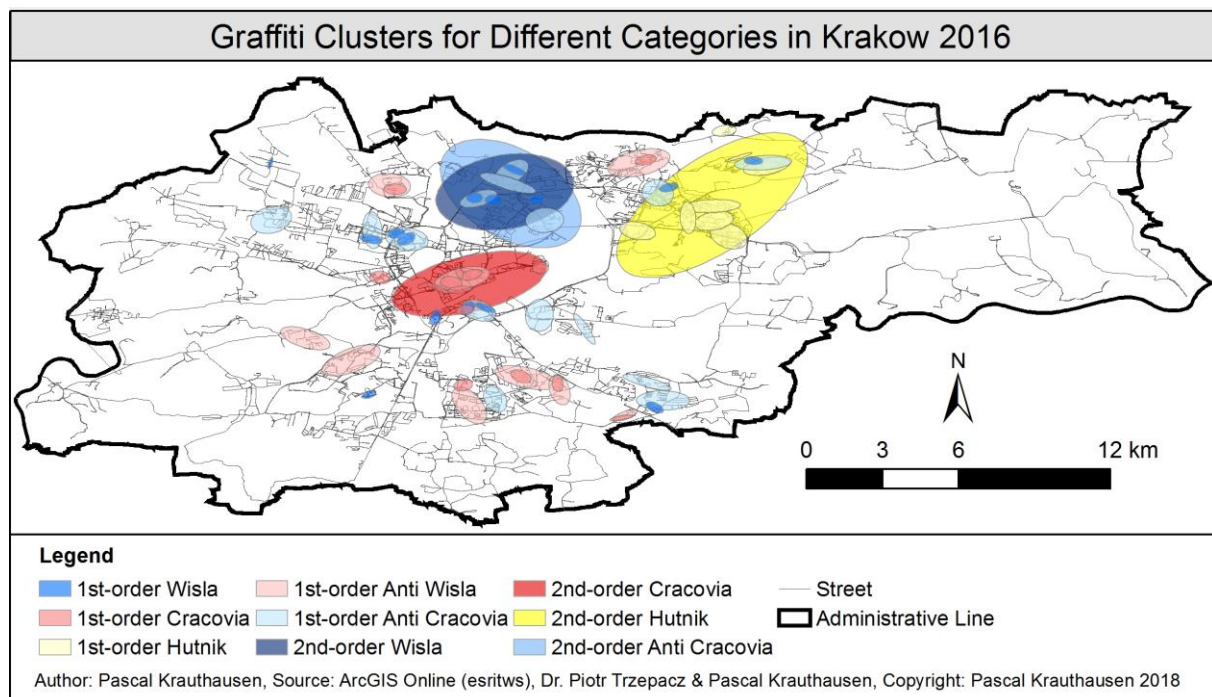 Graffiti Clusters for Different Categories in Krakow 2016
N
0 3 6 12 km
Legend
1st-order Wisla 1st-order Anti Wisla 2nd-order Cracovia Street
1st-order Cracovia 1st-order Anti Cracovia 2nd-order Hutnik Administrative Line
1st-order Hutnik 2nd-order Wisla 2nd-order Anti Cracovia
Author: Pascal Krauthausen, Source: ArcGIS Online (esritws), Dr. Piotr Trzepacz & Pascal Krauthausen, Copyright: Pascal Krauthausen 2018